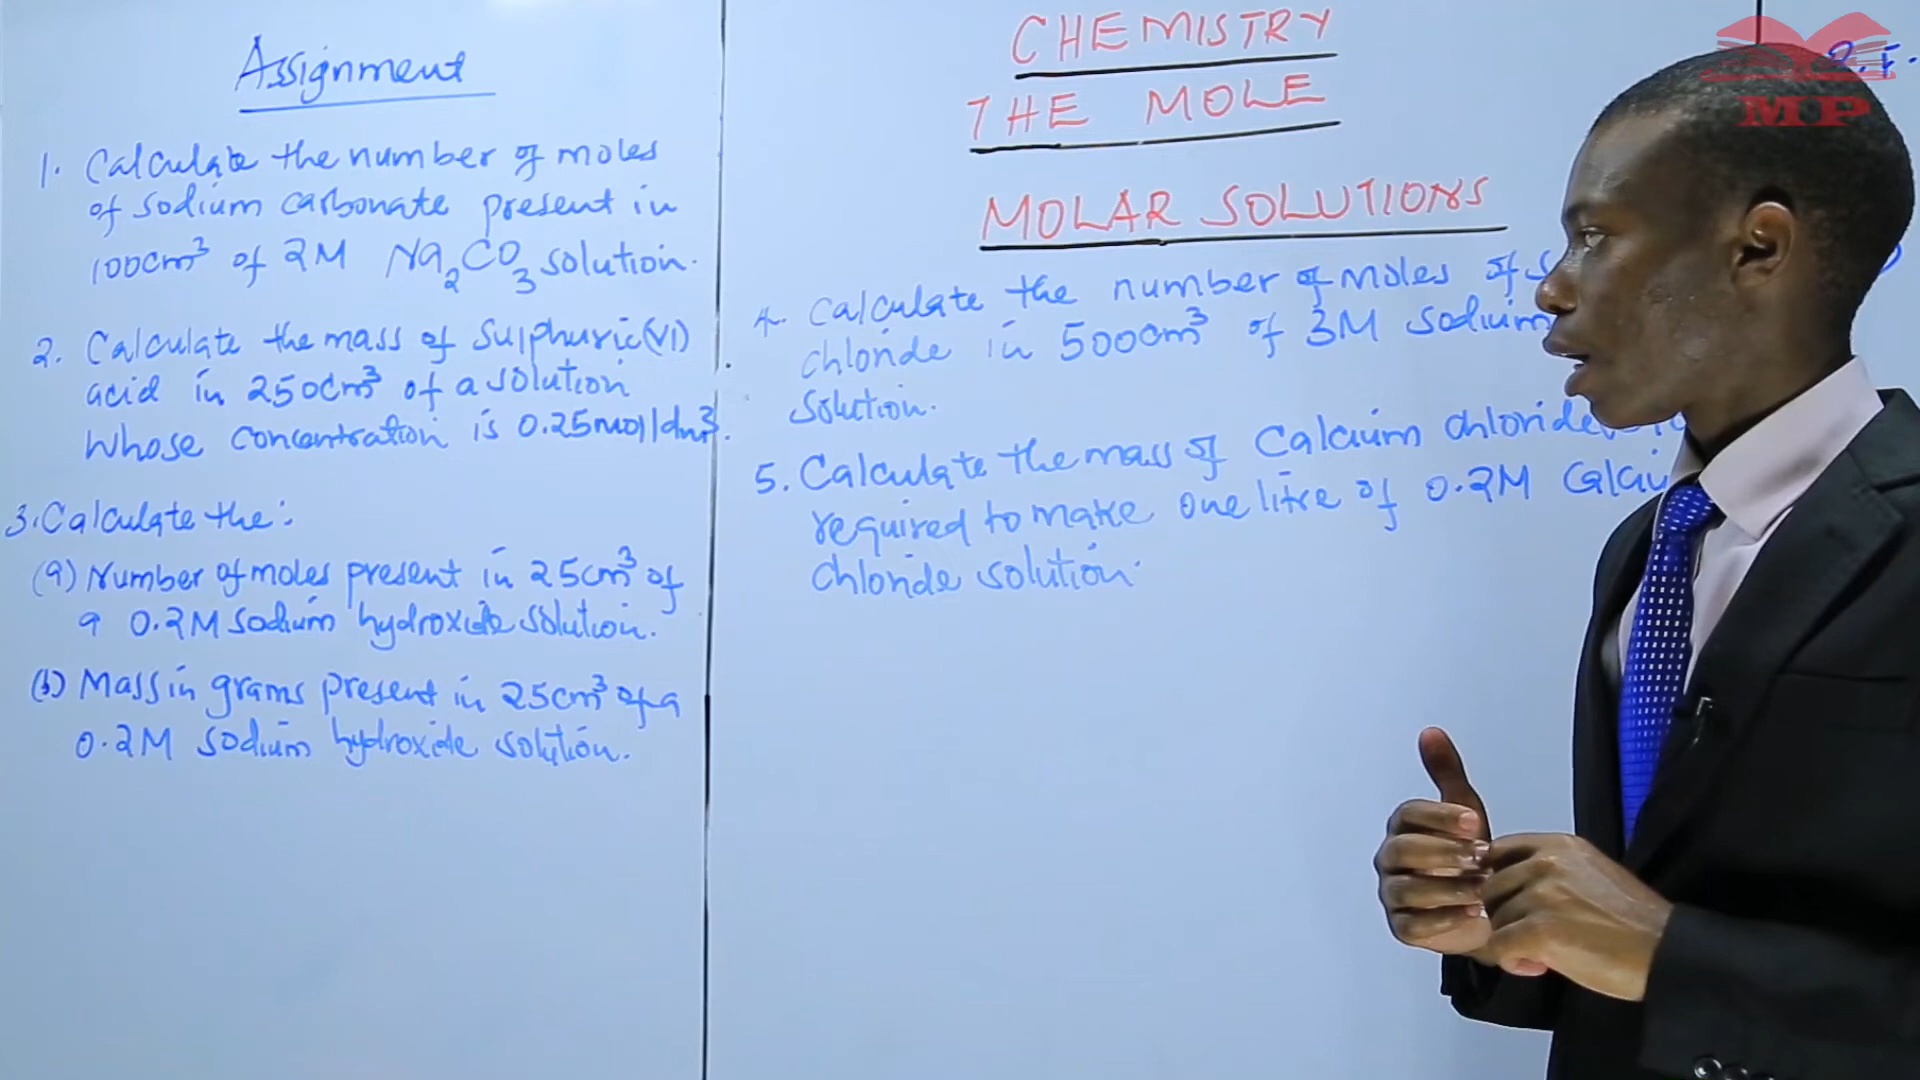 Assignment
1. Calculate the number of moles
of sodium carbonate present in
100cm³ of 2M Na₂CO₃ solution.
2. Calculate the mass of Sulphuric(VI)
acid in 250cm³ of a solution
whose concentration is 0.25mol/dm³.
3. Calculate the:
(a) Number of moles present in 25cm³ of
a 0.2M sodium hydroxide solution.
(b) Mass in grams present in 25cm³ of a
0.2M sodium hydroxide solution.
CHEMISTRY
THE MOLE
MOLAR SOLUTIONS
4. Calculate the number of moles of
chloride in 500cm³ of 3M sodium
solution.
5. Calculate the mass of Calcium chloride
required to make one litre of 0.2M
chloride solution.
MP